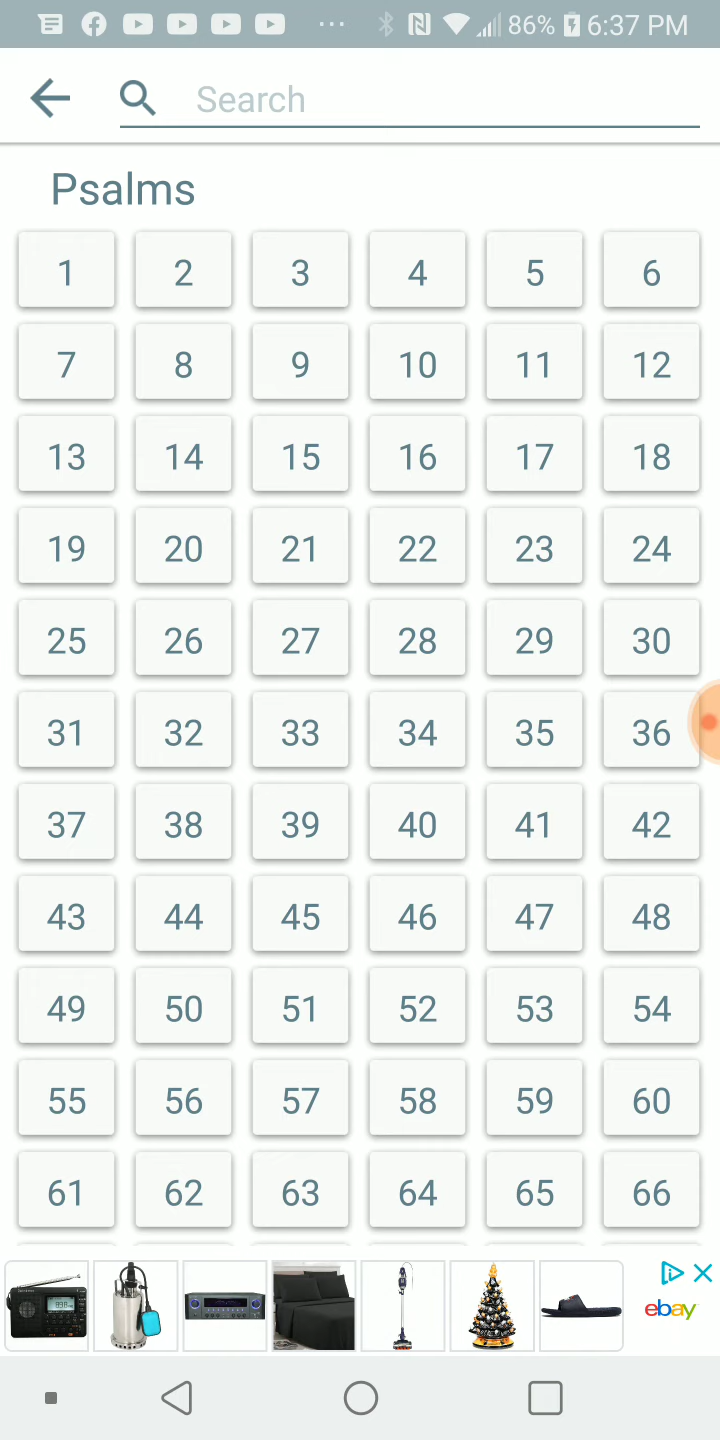 86% 6:37 PM
Search
Psalms
1 2 3 4 5 6
7 8 9 10 11 12
13 14 15 16 17 18
19 20 21 22 23 24
25 26 27 28 29 30
31 32 33 34 35 36
37 38 39 40 41 42
43 44 45 46 47 48
49 50 51 52 53 54
55 56 57 58 59 60
61 62 63 64 65 66
ebay